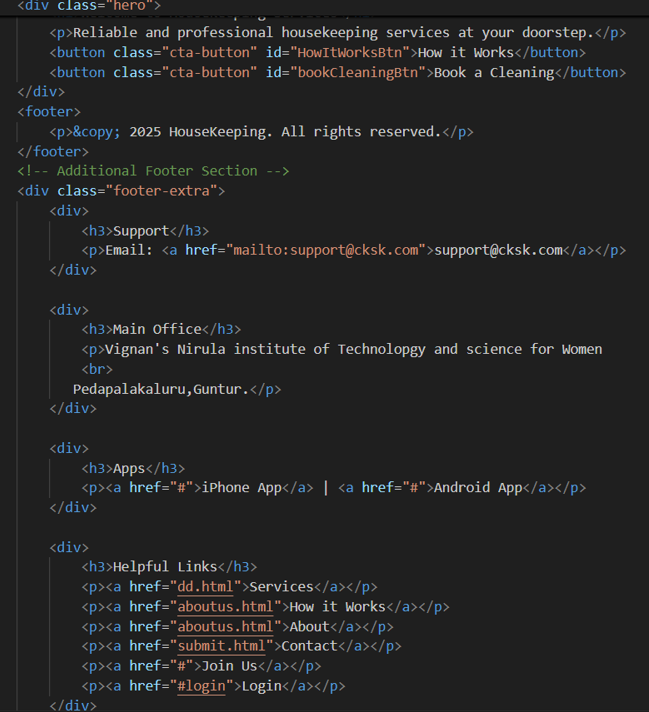 <div class="hero">
<p>Reliable and professional housekeeping services at your doorstep.</p>
<button class="cta-button" id="HowItWorksBtn">How it Works</button>
<button class="cta-button" id="bookCleaningBtn">Book a Cleaning</button>
</div>
<footer>
<p>&copy; 2025 HouseKeeping. All rights reserved.</p>
</footer>
<!-- Additional Footer Section -->
<div class="footer-extra">
<div>
<h3>Support</h3>
<p>Email: <a href="mailto:support@cksk.com">support@cksk.com</a></p>
</div>
<div>
<h3>Main Office</h3>
<p>Vignan's Nirula institute of Technolopgy and science for Women
<br>
Pedapalakaluru,Guntur.</p>
</div>
<div>
<h3>Apps</h3>
<p><a href="#">iPhone App</a> | <a href="#">Android App</a></p>
</div>
<div>
<h3>Helpful Links</h3>
<p><a href="dd.html">Services</a></p>
<p><a href="aboutus.html">How it Works</a></p>
<p><a href="aboutus.html">About</a></p>
<p><a href="submit.html">Contact</a></p>
<p><a href="#">Join Us</a></p>
<p><a href="#login">Login</a></p>
</div>